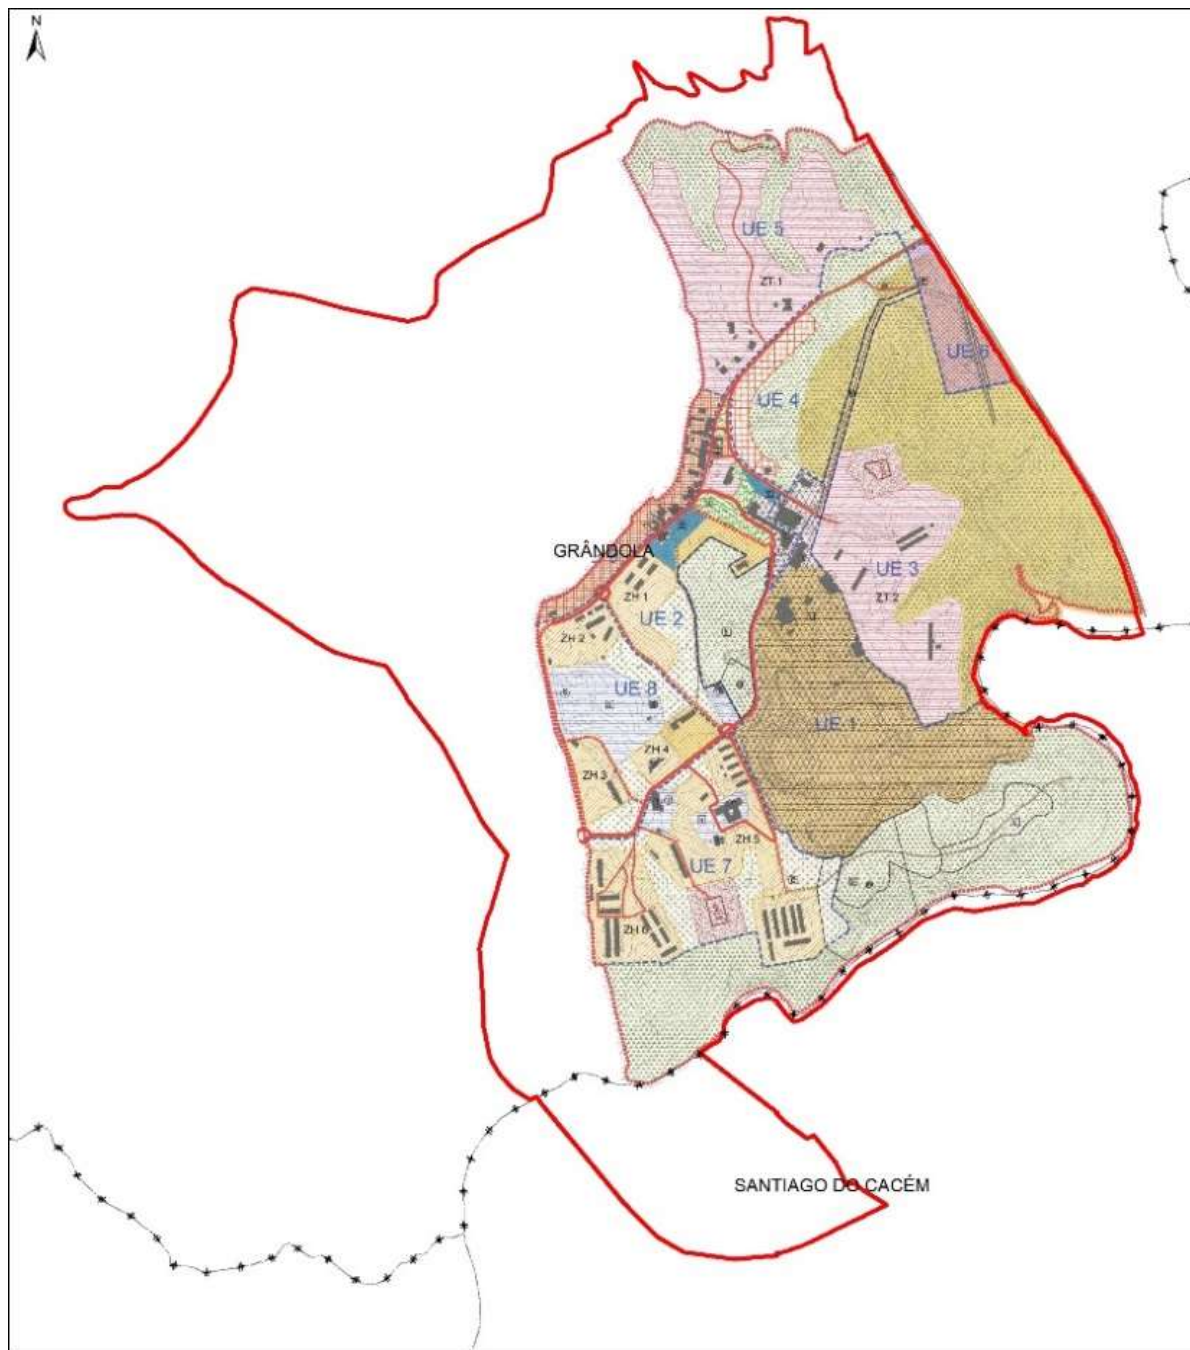 N
UE 5
ZT.1
UE 6
UE 4
GRÂNDOLA
UE 3
ZT.2
ZH 1
UE 2
ZH 2
UE 8
UE 1
ZH 4
ZH 3
ZH 5
UE 7
ZH 6
SANTIAGO DO CACÉM